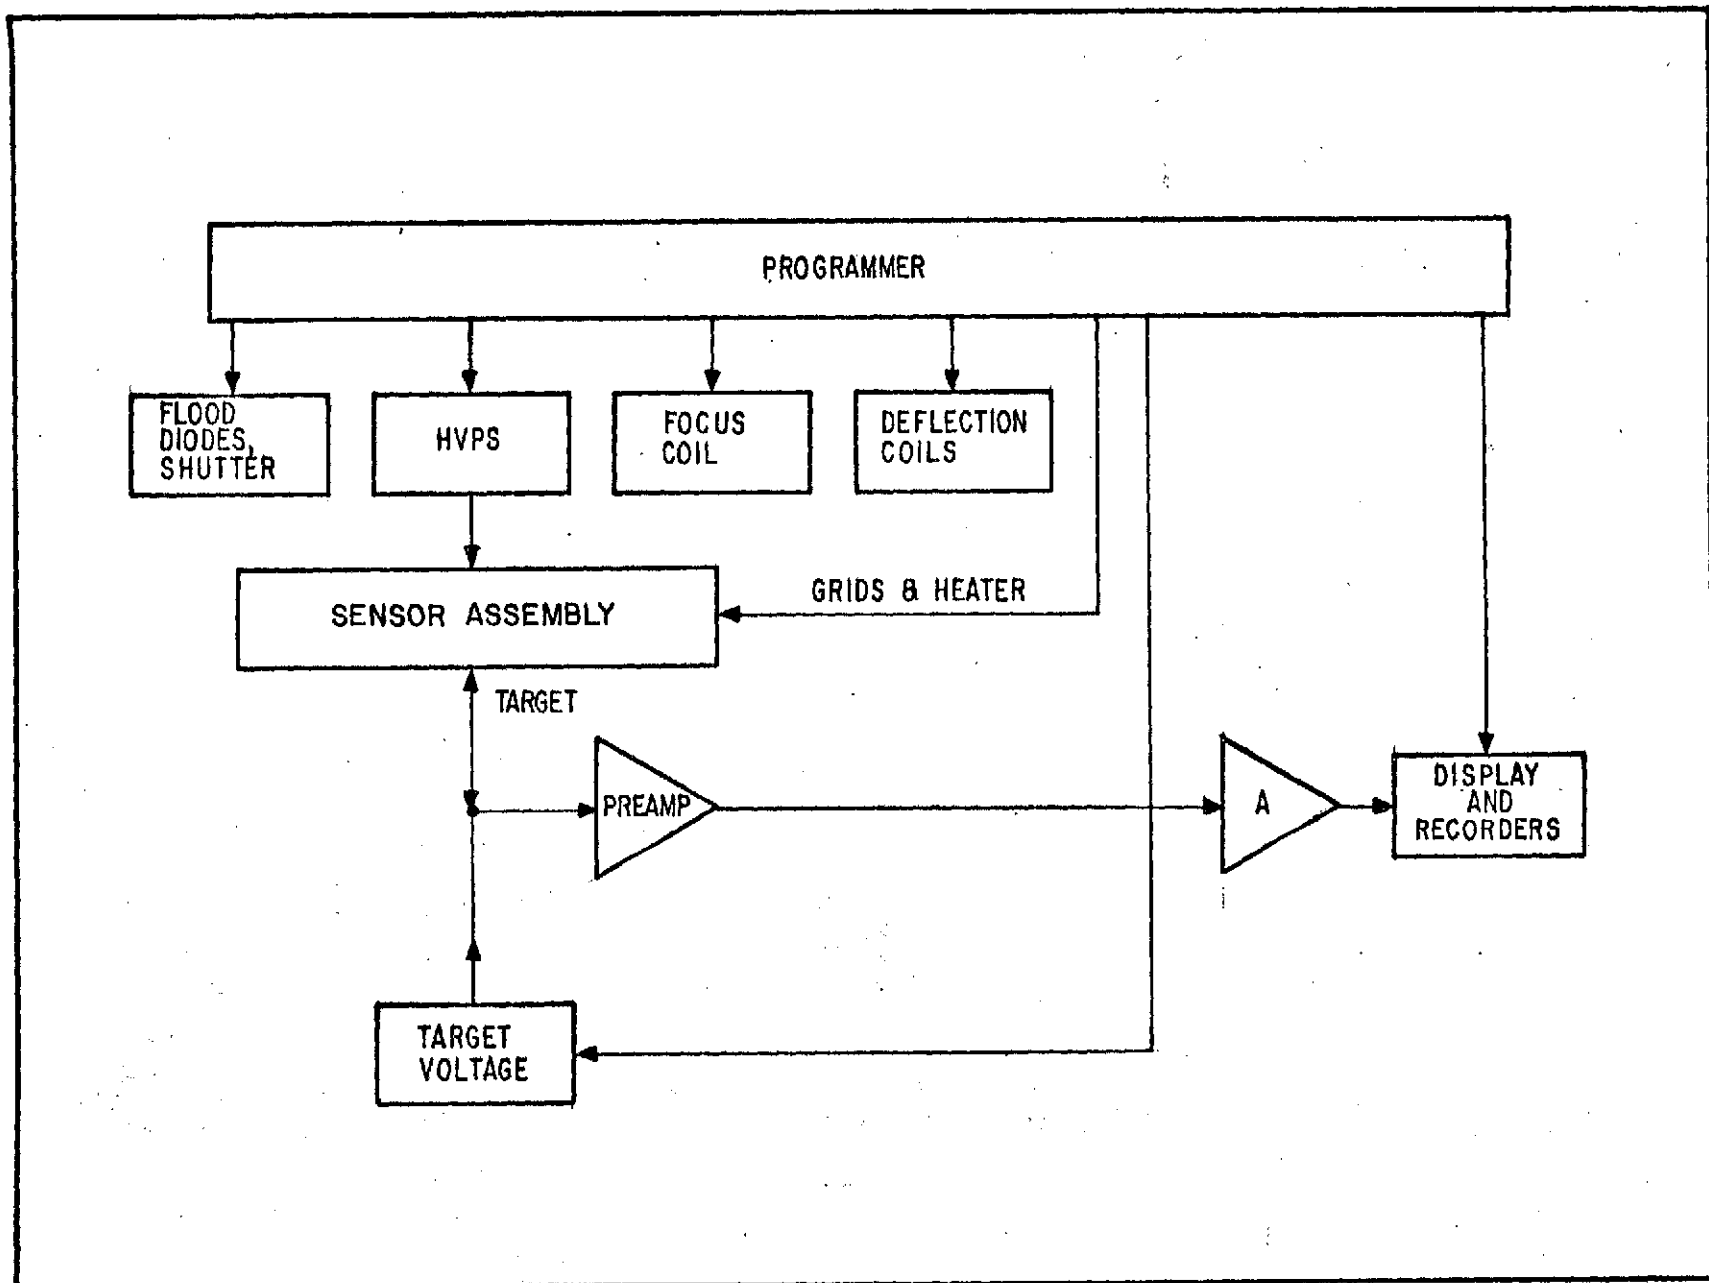 PROGRAMMER
FLOOD
DIODES,
SHUTTER
HVPS
FOCUS
COIL
DEFLECTION
COILS
GRIDS & HEATER
SENSOR ASSEMBLY
TARGET
PREAMP
A
DISPLAY
AND
RECORDERS
TARGET
VOLTAGE